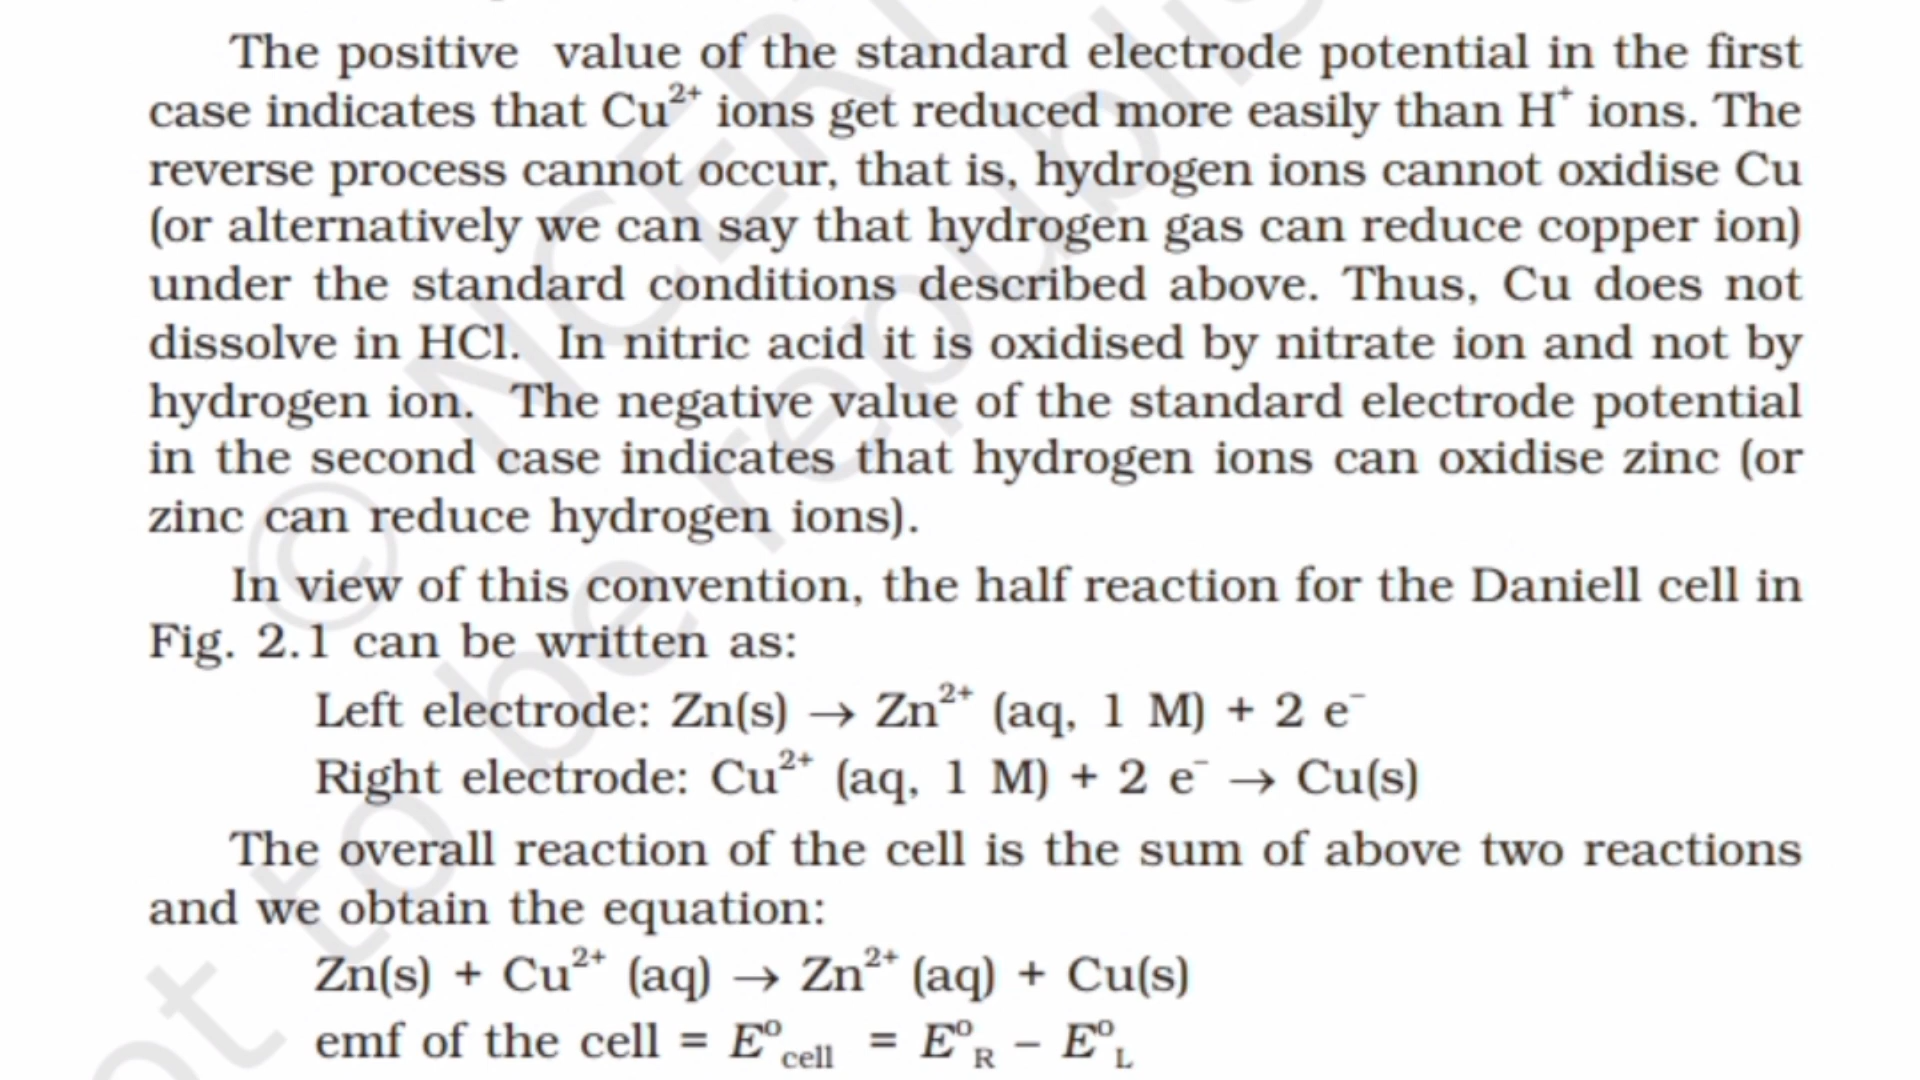 The positive value of the standard electrode potential in the first
case indicates that Cu²⁺ ions get reduced more easily than H⁺ ions. The
reverse process cannot occur, that is, hydrogen ions cannot oxidise Cu
(or alternatively we can say that hydrogen gas can reduce copper ion)
under the standard conditions described above. Thus, Cu does not
dissolve in HCl. In nitric acid it is oxidised by nitrate ion and not by
hydrogen ion. The negative value of the standard electrode potential
in the second case indicates that hydrogen ions can oxidise zinc (or
zinc can reduce hydrogen ions).
In view of this convention, the half reaction for the Daniell cell in
Fig. 2.1 can be written as:
Left electrode: Zn(s) → Zn²⁺ (aq, 1 M) + 2 e⁻
Right electrode: Cu²⁺ (aq, 1 M) + 2 e⁻ → Cu(s)
The overall reaction of the cell is the sum of above two reactions
and we obtain the equation:
Zn(s) + Cu²⁺ (aq) → Zn²⁺ (aq) + Cu(s)
emf of the cell = E⁰cell = E⁰R – E⁰L
© NCERT
not to be republis